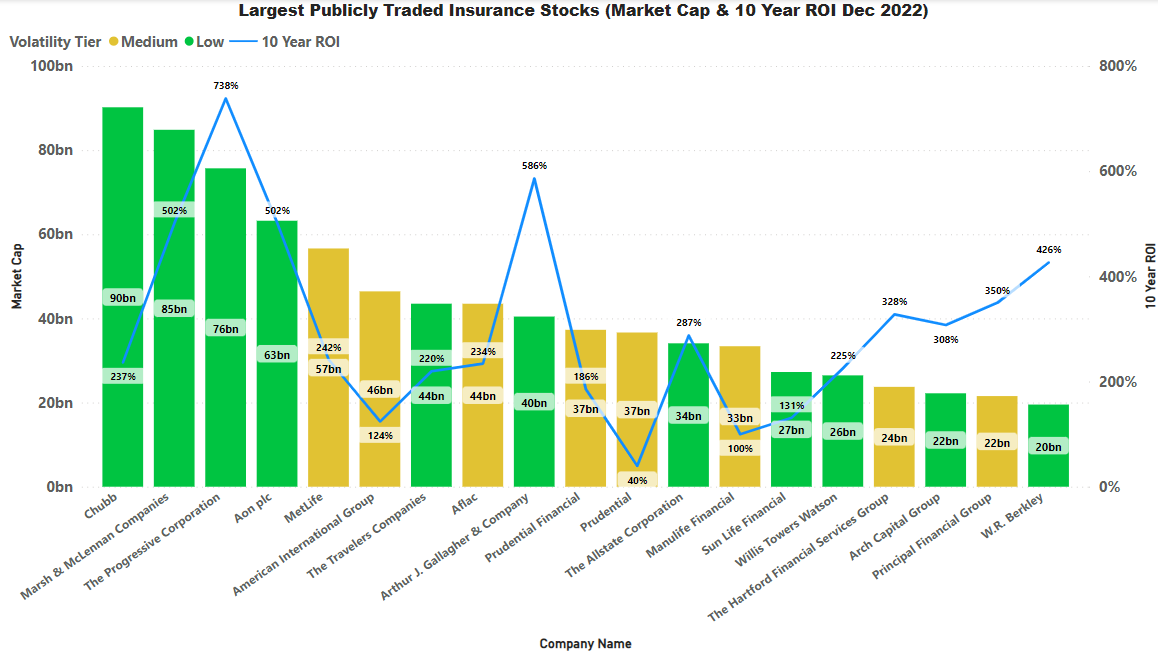 Largest Publicly Traded Insurance Stocks (Market Cap & 10 Year ROI Dec 2022)
Volatility Tier Medium Low 10 Year ROI
100bn
80bn
60bn
40bn
20bn
0bn
Market Cap
800%
600%
400%
200%
0%
10 Year ROI
237%
502%
738%
502%
242%
124%
220%
234%
586%
186%
40%
287%
100%
131%
225%
328%
308%
350%
426%
90bn
85bn
76bn
63bn
57bn
46bn
44bn
44bn
40bn
37bn
37bn
34bn
33bn
27bn
26bn
24bn
22bn
22bn
20bn
Chubb
Marsh & McLennan Companies
The Progressive Corporation
Aon plc
MetLife
American International Group
The Travelers Companies
Aflac
Arthur J. Gallagher & Company
Prudential Financial
Prudential
The Allstate Corporation
Manulife Financial
Sun Life Financial
Willis Towers Watson
The Hartford Financial Services Group
Arch Capital Group
Principal Financial Group
W.R. Berkley
Company Name